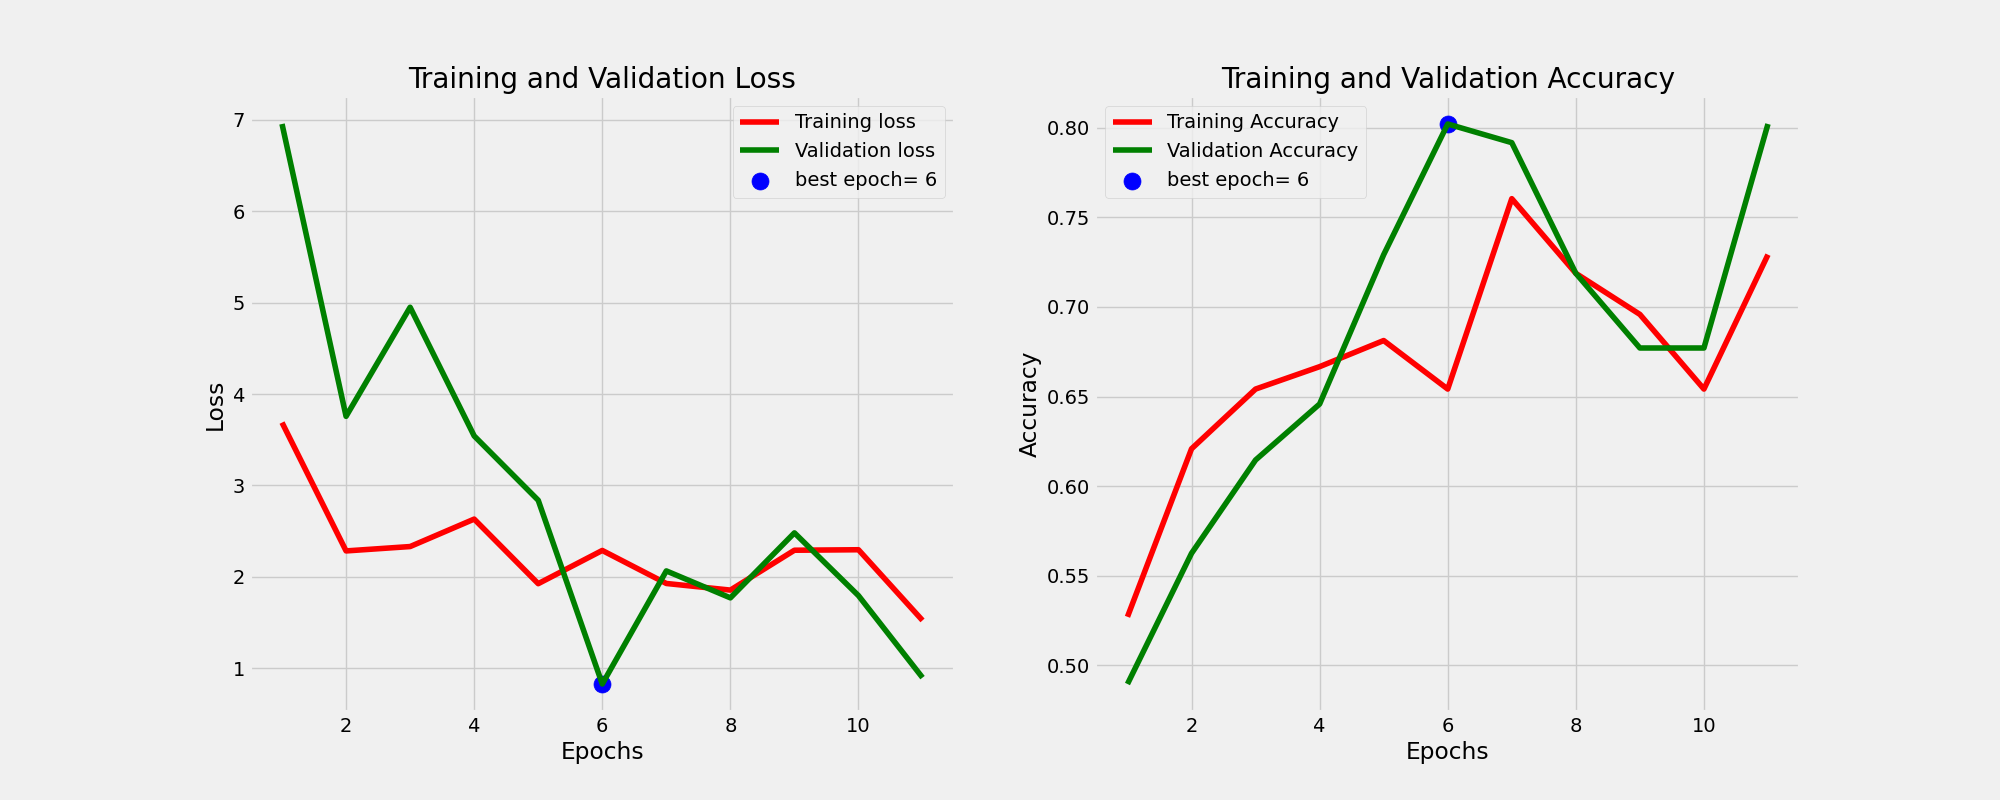 Training and Validation Loss
7
6
5
4
3
2
1
Loss
Training loss
Validation loss
best epoch= 6
2 4 6 8 10
Epochs
Training and Validation Accuracy
0.80
0.75
0.70
0.65
0.60
0.55
0.50
Accuracy
Training Accuracy
Validation Accuracy
best epoch= 6
2 4 6 8 10
Epochs